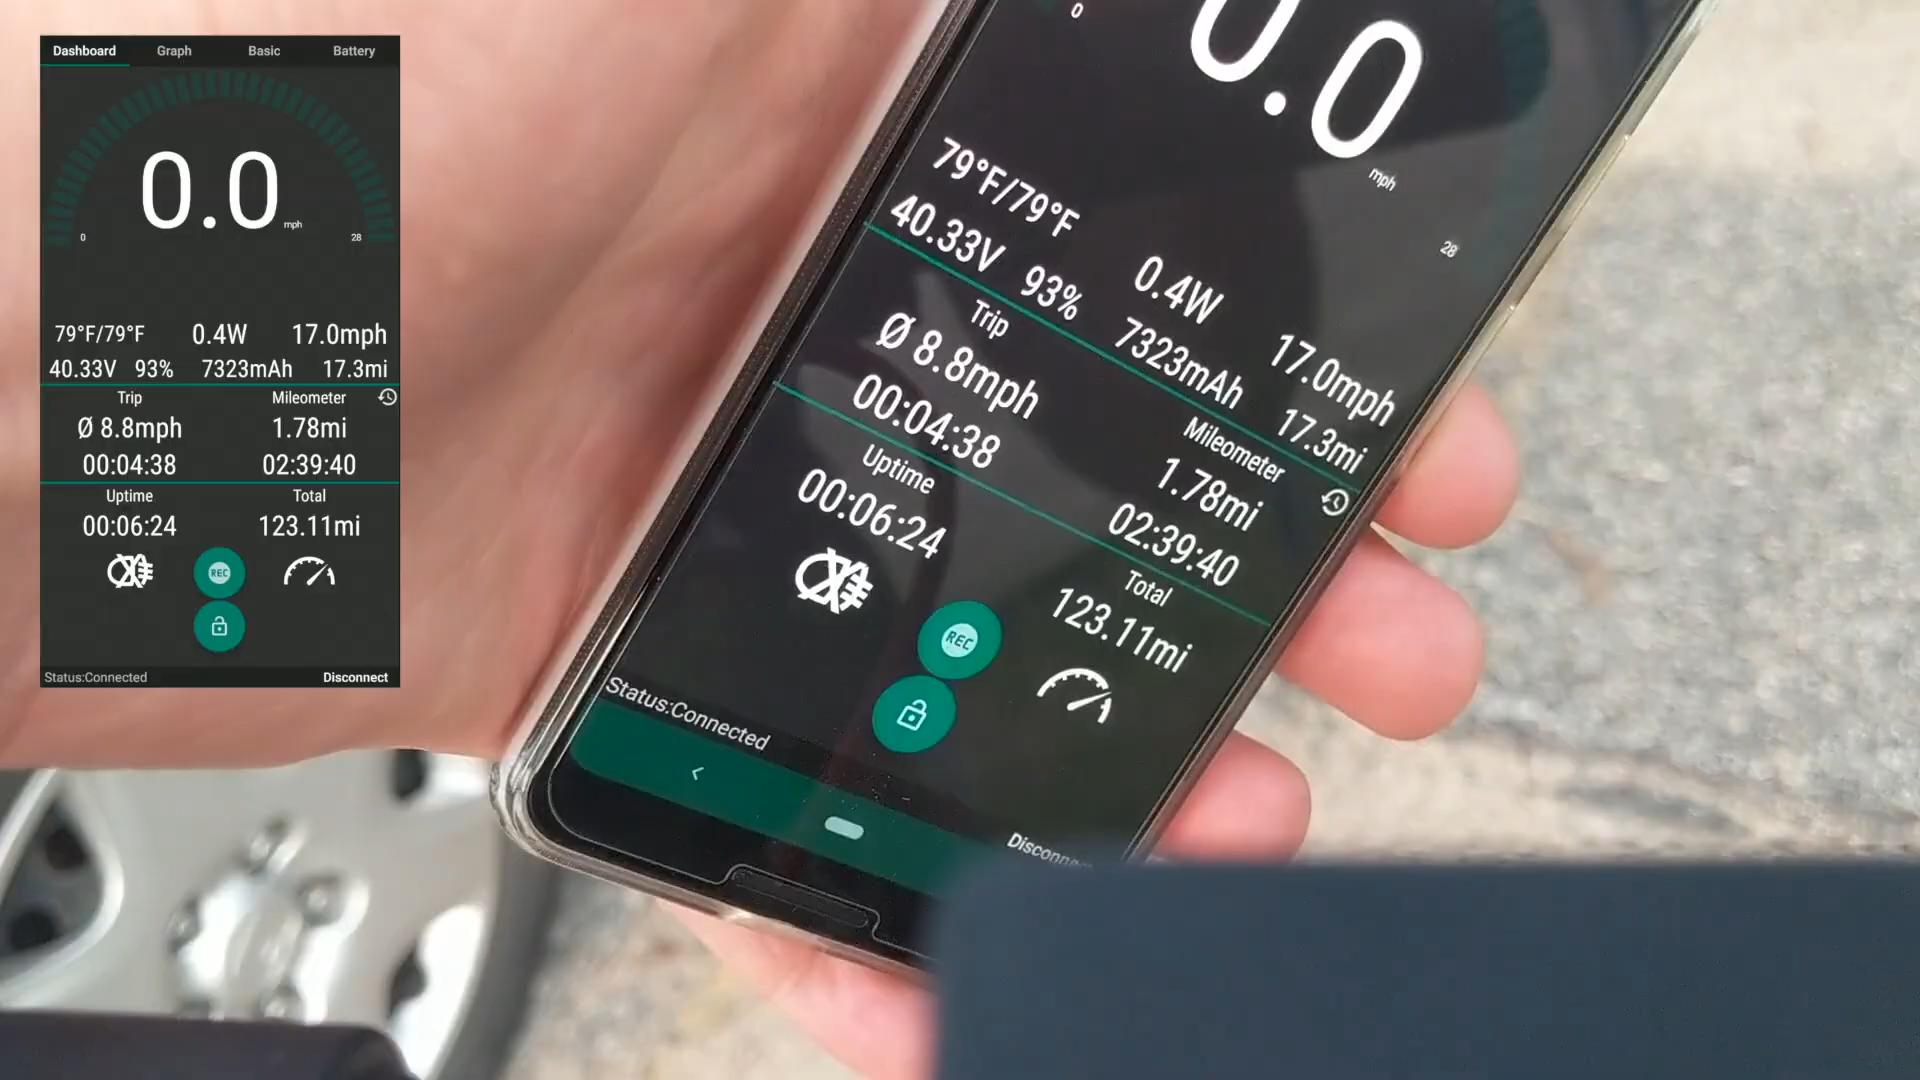 Dashboard Graph Basic Battery
0.0
mph
0 28
79°F/79°F 0.4W 17.0mph
40.33V 93% 7323mAh 17.3mi
Trip Mileometer
Ø 8.8mph 1.78mi
00:04:38 02:39:40
Uptime Total
00:06:24 123.11mi
REC
Status:Connected Disconnect
0.0
mph
0 28
79°F/79°F 0.4W 17.0mph
40.33V 93% 7323mAh 17.3mi
Trip Mileometer
Ø 8.8mph 1.78mi
00:04:38 02:39:40
Uptime Total
00:06:24 123.11mi
REC
Status:Connected Disconnect